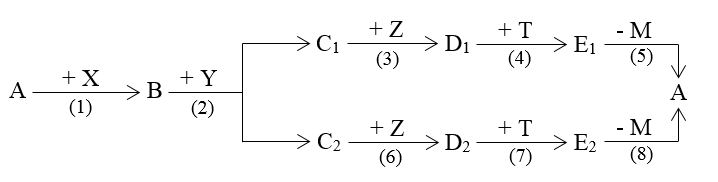 A + X (1) B + Y (2)
C₁ + Z (3) D₁ + T (4) E₁ - M (5)
C₂ + Z (6) D₂ + T (7) E₂ - M (8)
A